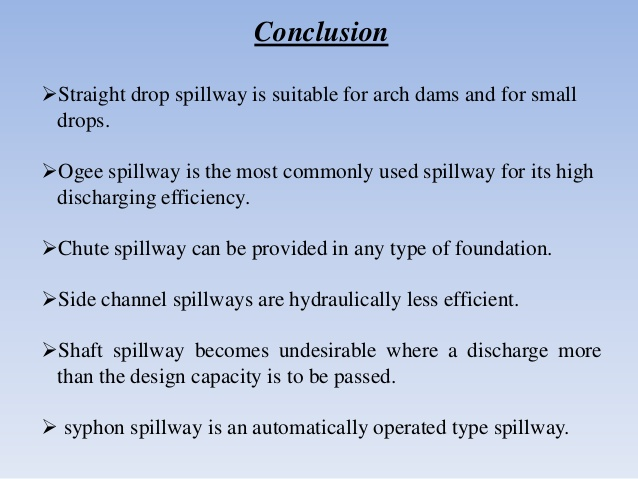 Conclusion
➢Straight drop spillway is suitable for arch dams and for small
drops.
➢Ogee spillway is the most commonly used spillway for its high
discharging efficiency.
➢Chute spillway can be provided in any type of foundation.
➢Side channel spillways are hydraulically less efficient.
➢Shaft spillway becomes undesirable where a discharge more
than the design capacity is to be passed.
➢ syphon spillway is an automatically operated type spillway.